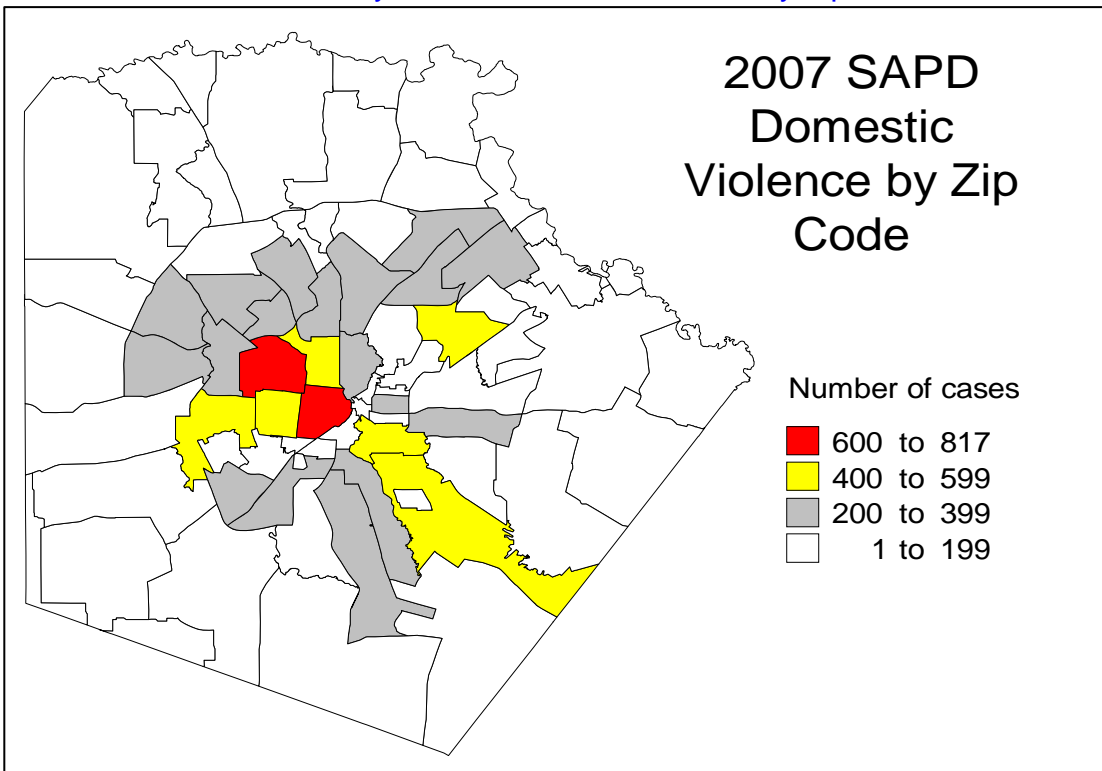 2007 SAPD
Domestic
Violence by Zip
Code
Number of cases
600 to 817
400 to 599
200 to 399
1 to 199